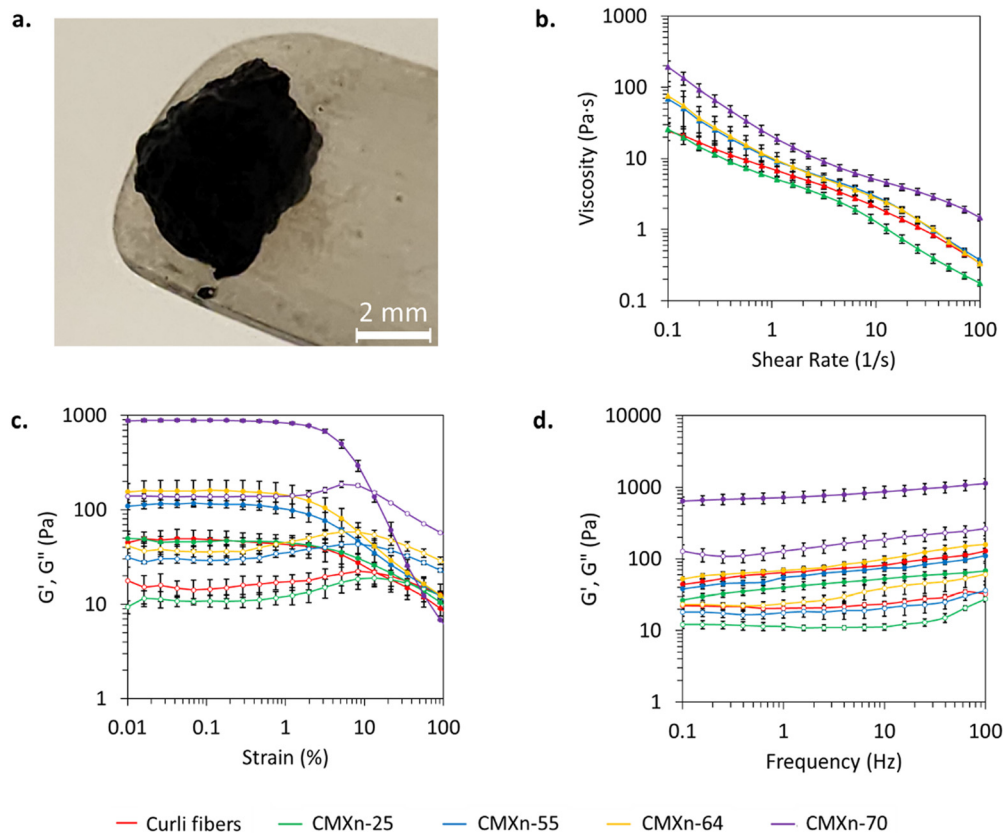 a.
2 mm
b.
Viscosity (Pa·s)
1000
100
10
1
0.1
0.1 1 10 100
Shear Rate (1/s)
c.
G', G'' (Pa)
1000
100
10
1
0.01 0.1 1 10 100
Strain (%)
d.
G', G'' (Pa)
10000
1000
100
10
1
0.1 1 10 100
Frequency (Hz)
Curli fibers CMXn-25 CMXn-55 CMXn-64 CMXn-70